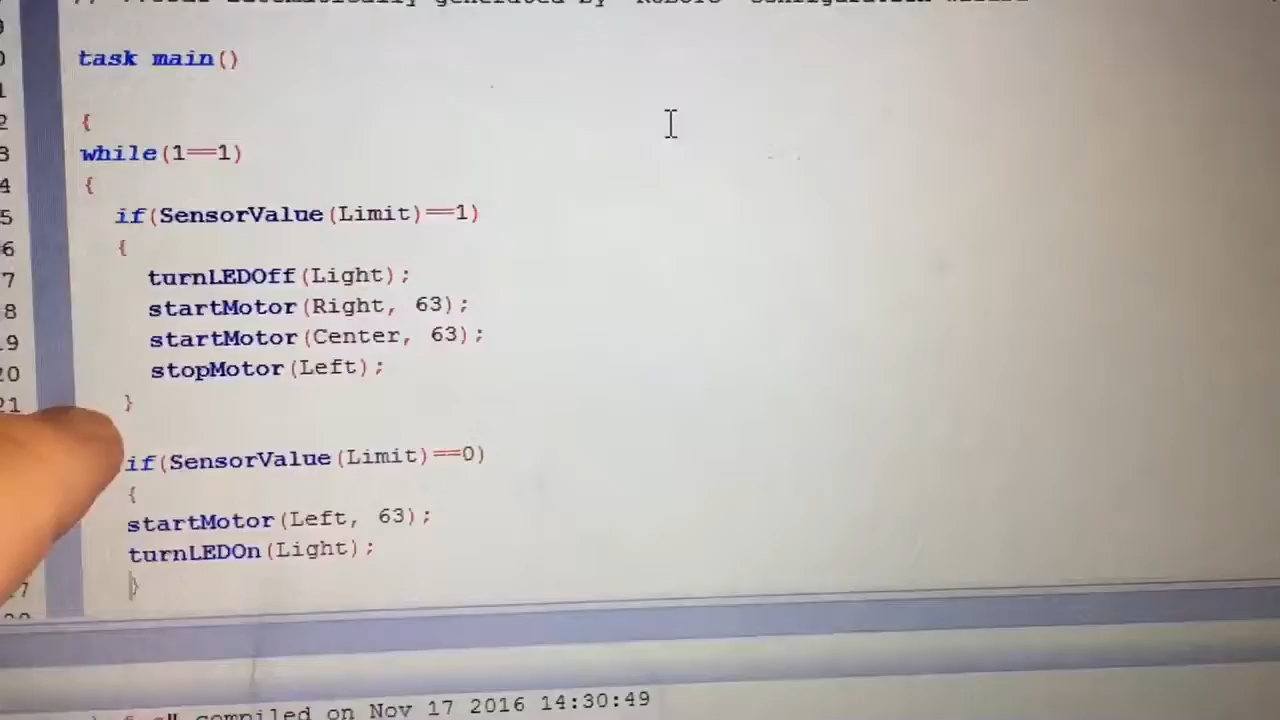 task main()
{
while(1==1)
{
if(SensorValue(Limit)==1)
{
turnLEDOff(Light);
startMotor(Right, 63);
startMotor(Center, 63);
stopMotor(Left);
}
if(SensorValue(Limit)==0)
{
startMotor(Left, 63);
turnLEDOn(Light);
}
compiled on Nov 17 2016 14:30:49